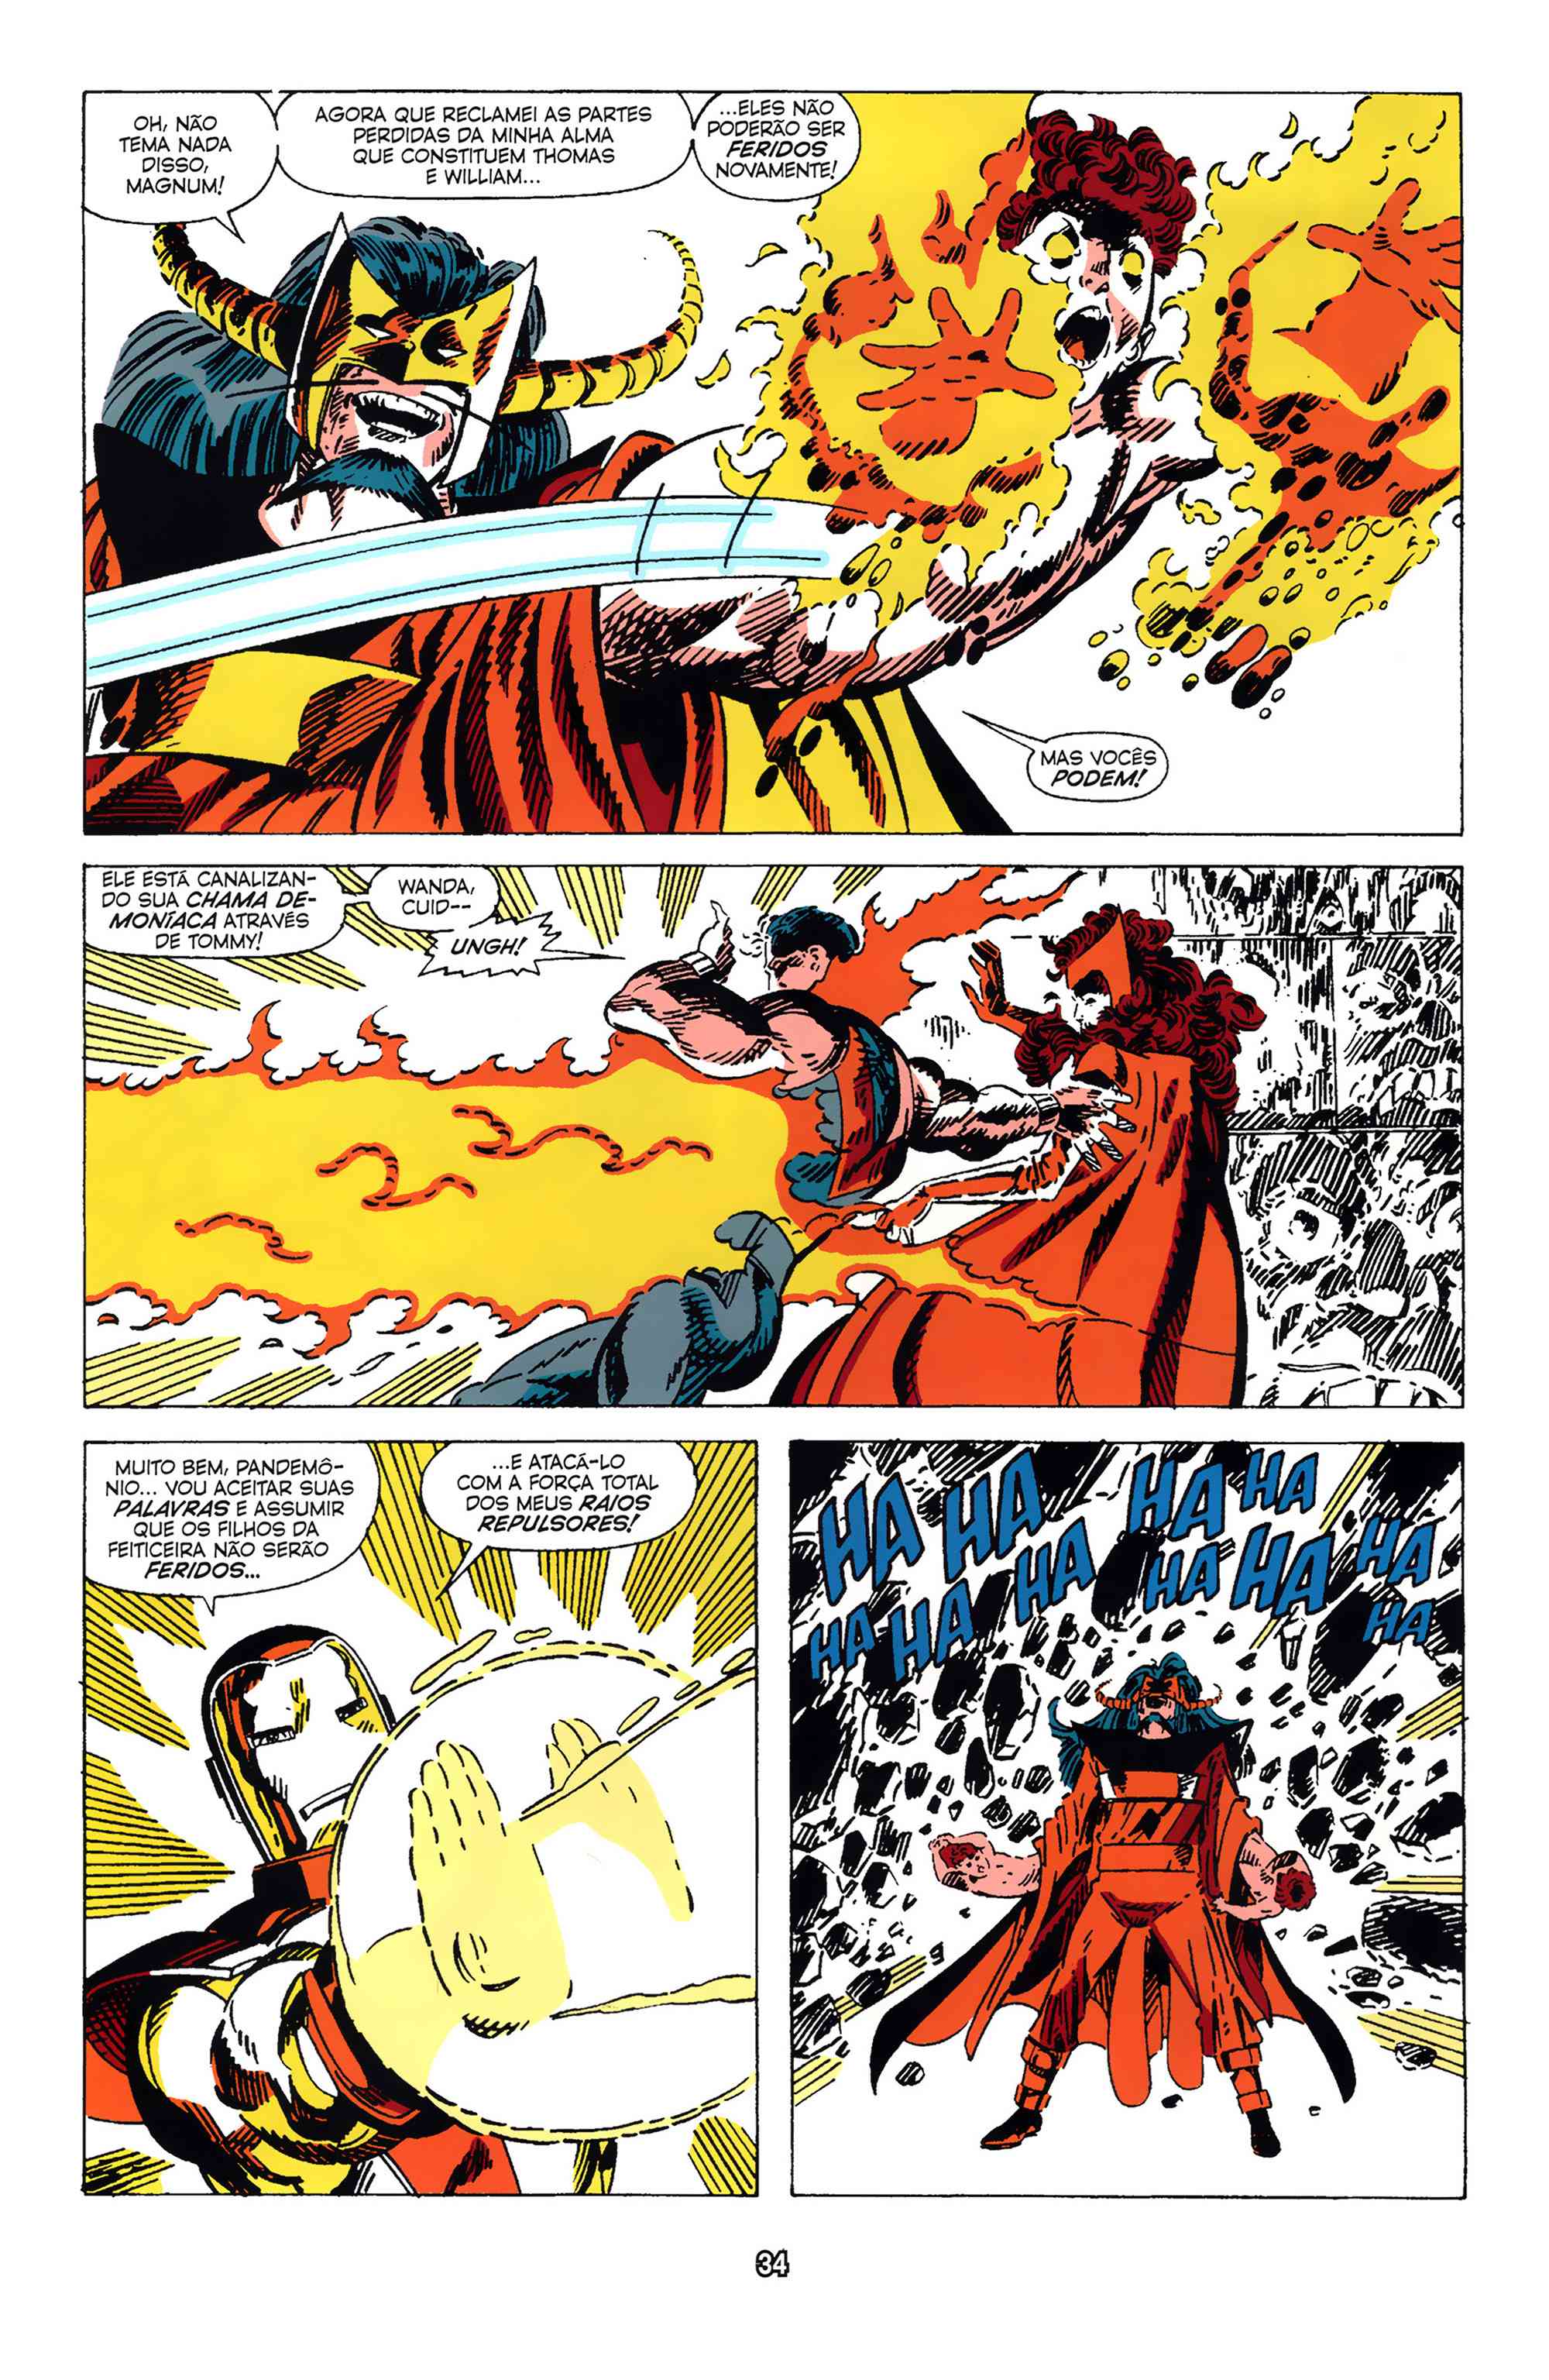 OH, NÃO
TEMA NADA
DISSO,
MAGNUM!
AGORA QUE RECLAMEI AS PARTES
PERDIDAS DA MINHA ALMA
QUE CONSTITUEM THOMAS
E WILLIAM...
...ELES NÃO
PODERÃO SER
FERIDOS
NOVAMENTE!
MAS VOCÊS
PODEM!
ELE ESTÁ CANALIZAN-
DO SUA CHAMA DE-
MONÍACA ATRAVÉS
DE TOMMY!
WANDA,
CUID--
UNGH!
MUITO BEM, PANDEMÔ-
NIO... VOU ACEITAR SUAS
PALAVRAS E ASSUMIR
QUE OS FILHOS DA
FEITICEIRA NÃO SERÃO
FERIDOS...
...E ATACÁ-LO
COM A FORÇA TOTAL
DOS MEUS RAIOS
REPULSORES!
HA HA HA HA
HA HA HA HA
HA HA HA
34